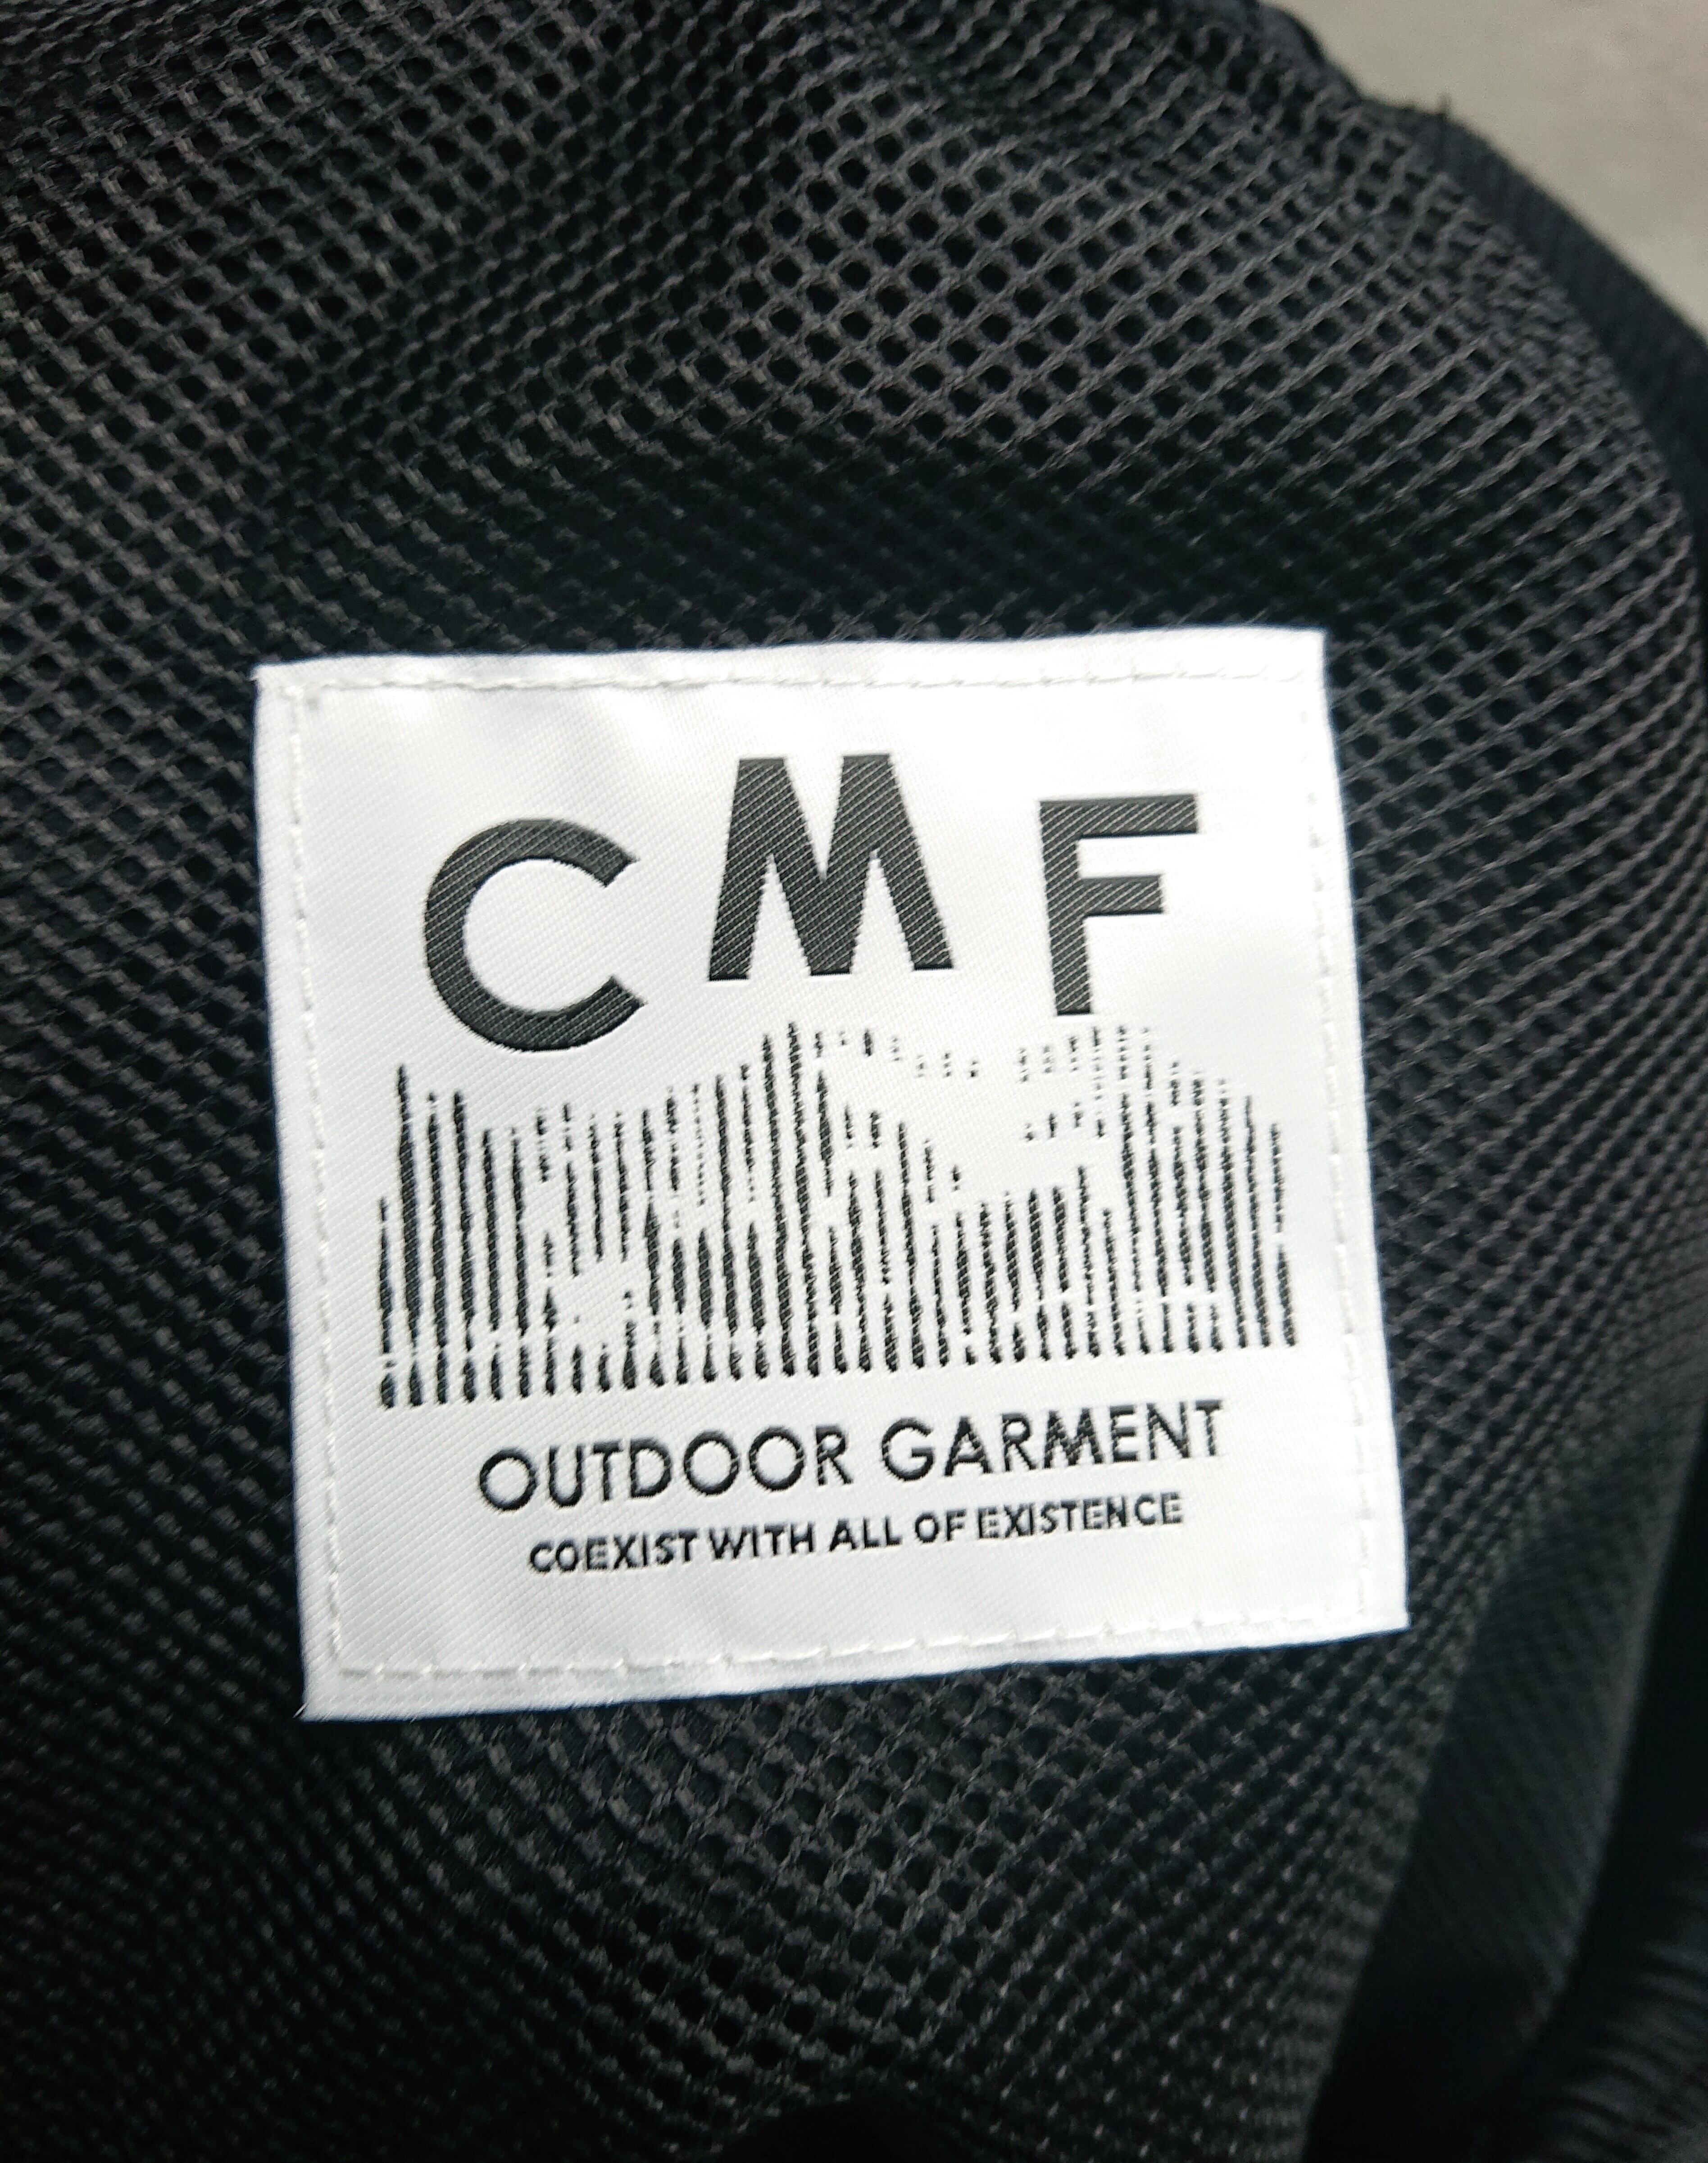 CMF
OUTDOOR GARMENT
COEXIST WITH ALL OF EXISTENCE